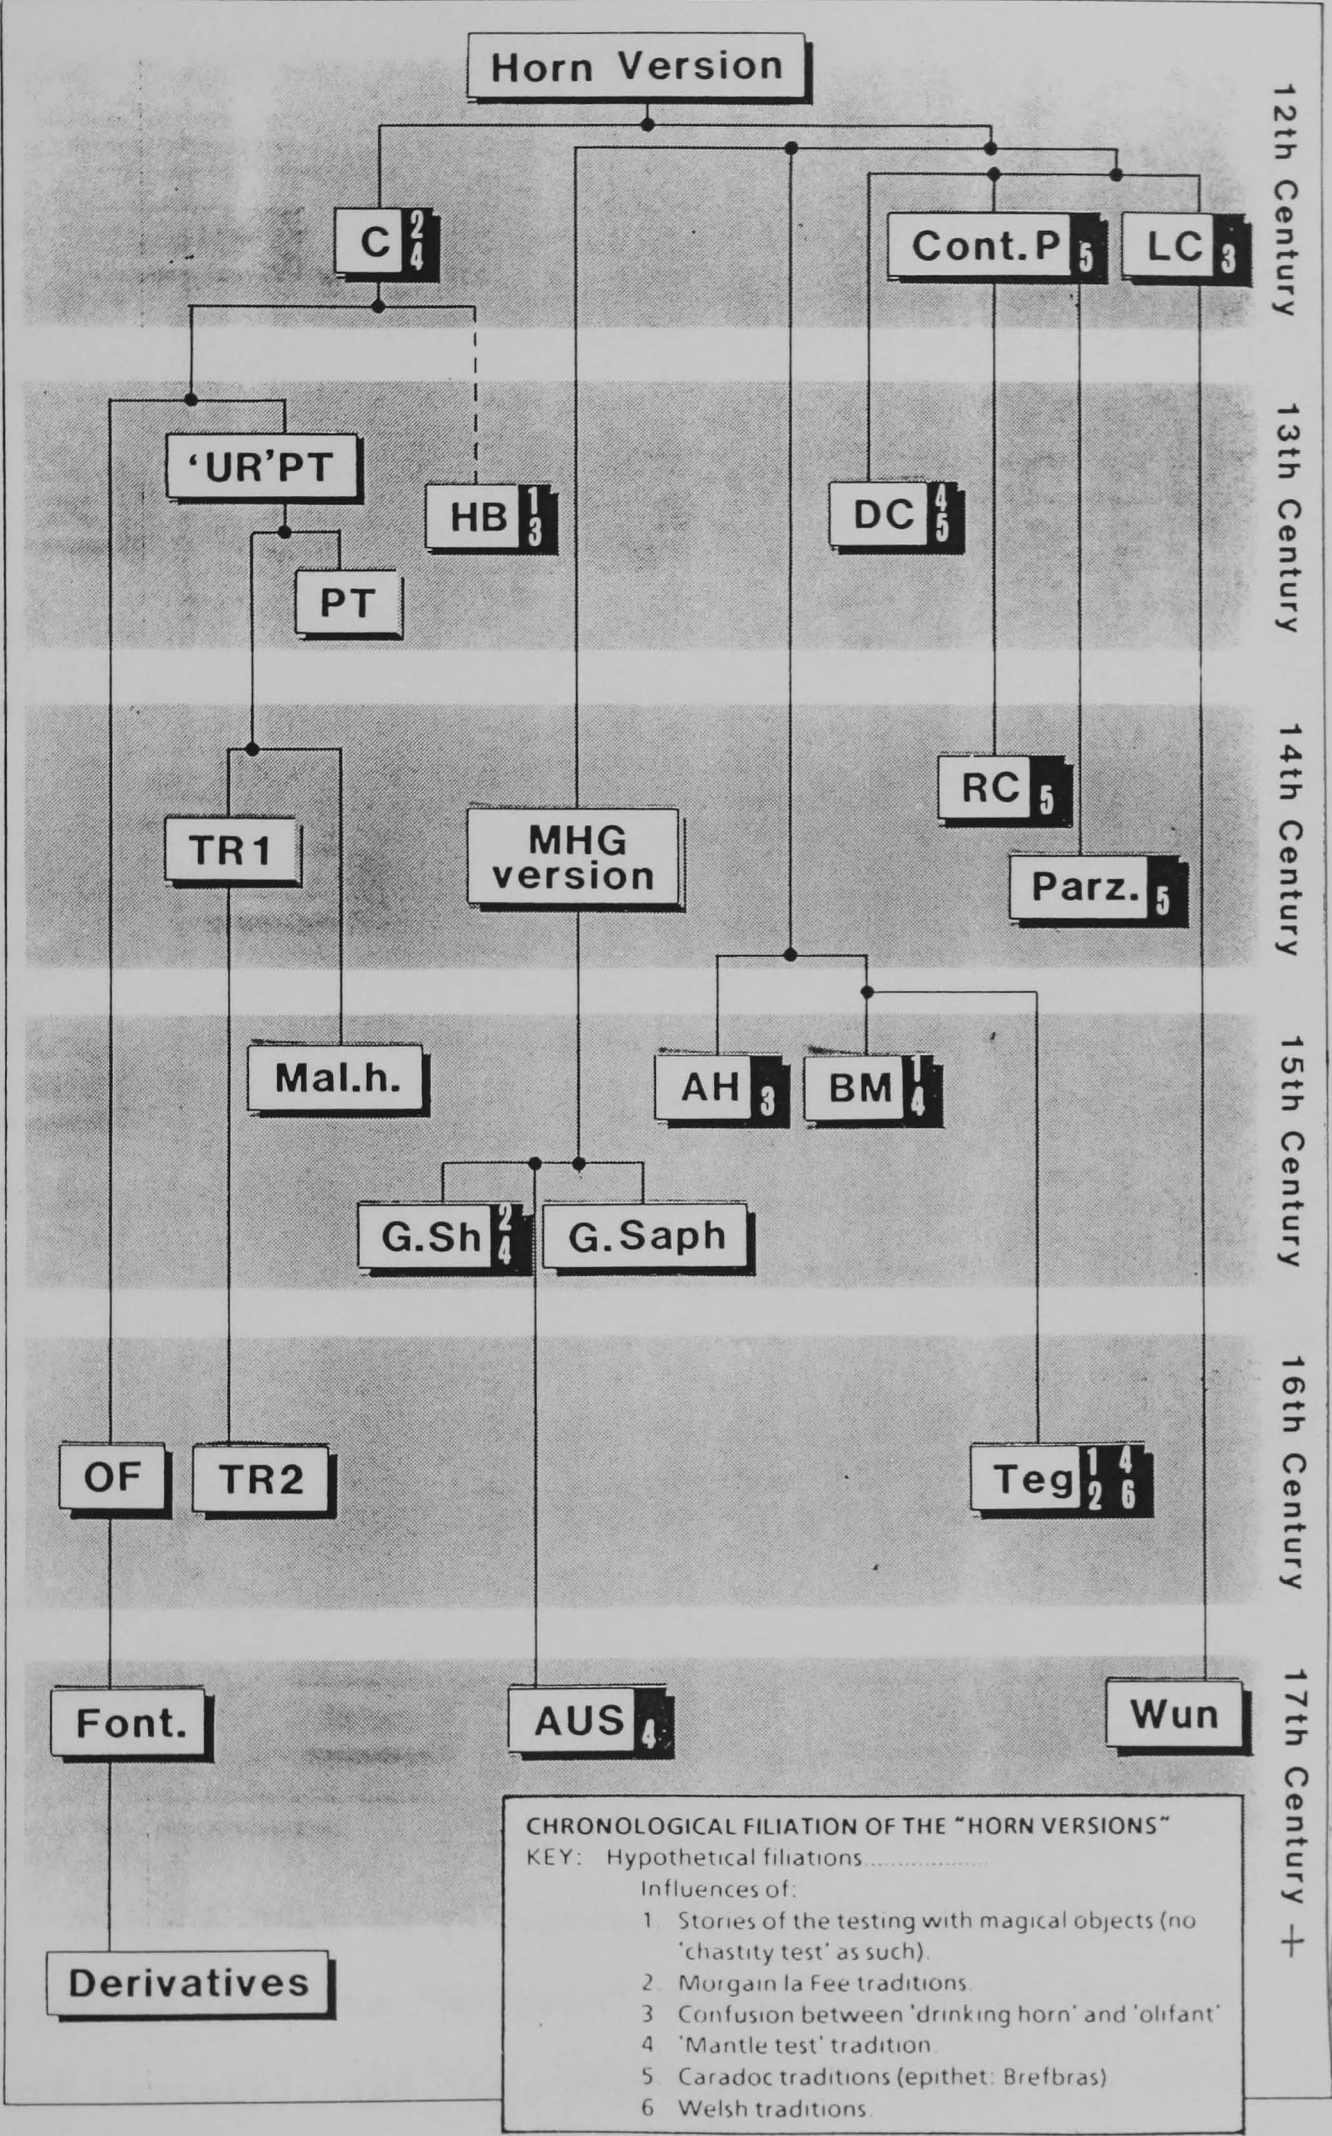 Horn Version
12th Century
C 2 4
Cont.P 5
LC 3
13th Century
'UR'PT
HB 1 3
DC 4 5
PT
14th Century
RC 5
TR1
MHG
version
Parz. 5
15th Century
Mal.h.
AH 3
BM 1 4
G.Sh 2 4
G.Saph
16th Century
OF
TR2
Teg 1 4 2 6
17th Century +
Font.
AUS 4
Wun
Derivatives
CHRONOLOGICAL FILIATION OF THE "HORN VERSIONS"
KEY: Hypothetical filiations....................
Influences of:
1 Stories of the testing with magical objects (no
'chastity test' as such).
2 Morgain la Fee traditions.
3 Confusion between 'drinking horn' and 'olifant'
4 'Mantle test' tradition
5 Caradoc traditions (epithet: Brefbras)
6 Welsh traditions.